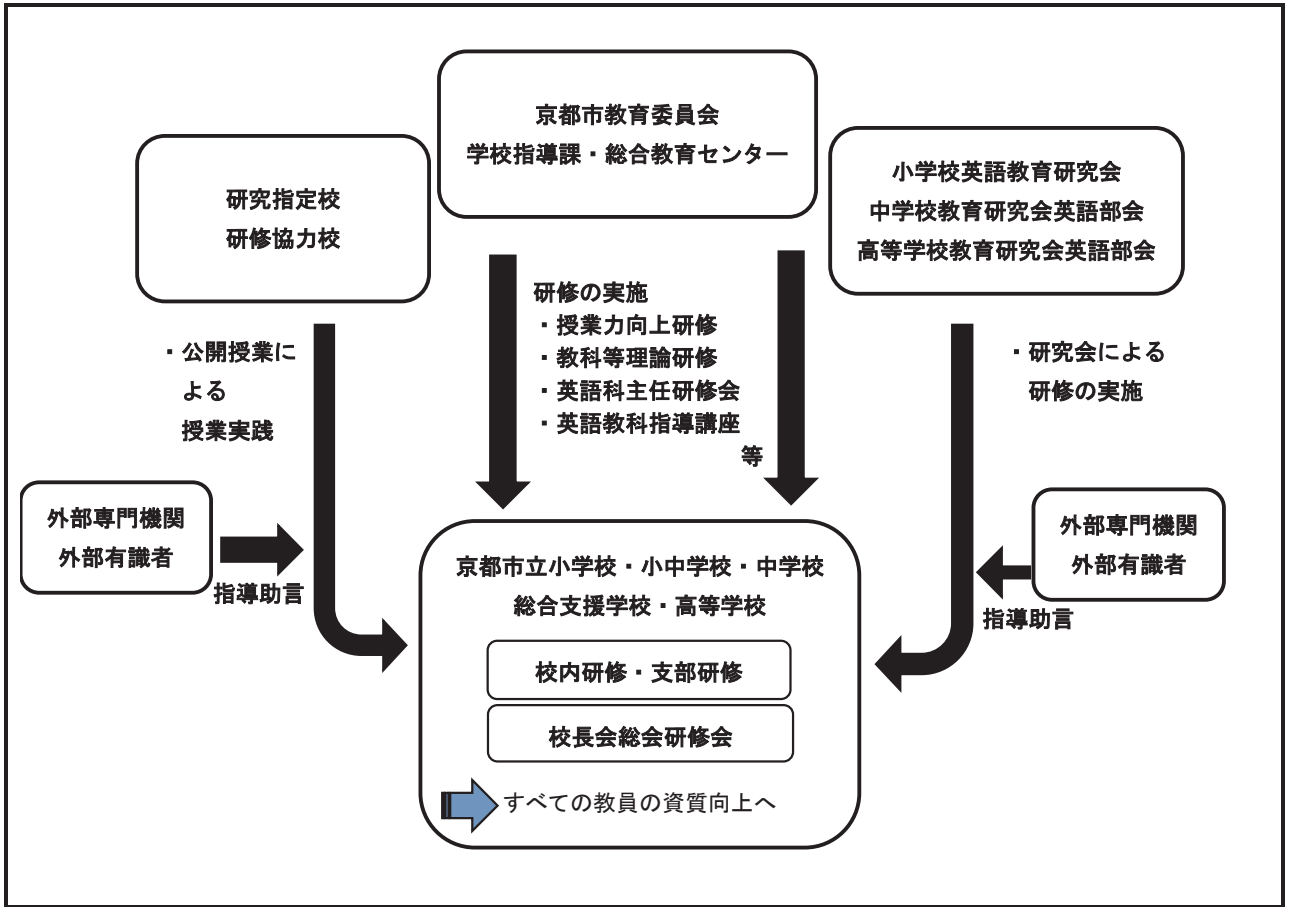 京都市教育委員会
学校指導課・総合教育センター
研究指定校
研修協力校
小学校英語教育研究会
中学校教育研究会英語部会
高等学校教育研究会英語部会
・公開授業に
よる
授業実践
研修の実施
・授業力向上研修
・教科等理論研修
・英語科主任研修会
・英語教科指導講座
等
・研究会による
研修の実施
外部専門機関
外部有識者
指導助言
外部専門機関
外部有識者
指導助言
京都市立小学校・小中学校・中学校
総合支援学校・高等学校
校内研修・支部研修
校長会総会研修会
すべての教員の資質向上へ